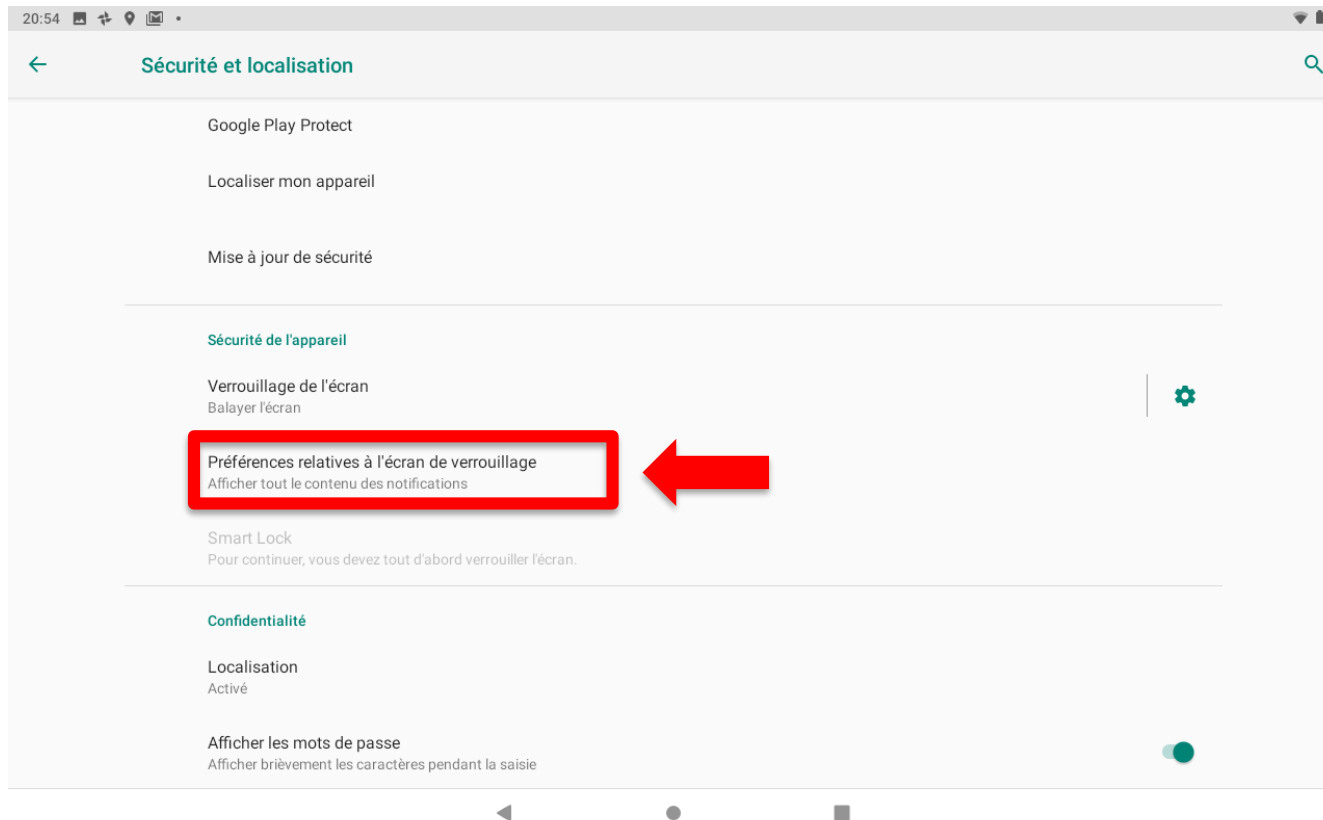 20:54
Sécurité et localisation
Google Play Protect
Localiser mon appareil
Mise à jour de sécurité
Sécurité de l'appareil
Verrouillage de l'écran
Balayer l'écran
Préférences relatives à l'écran de verrouillage
Afficher tout le contenu des notifications
Smart Lock
Pour continuer, vous devez tout d'abord verrouiller l'écran.
Confidentialité
Localisation
Activé
Afficher les mots de passe
Afficher brièvement les caractères pendant la saisie